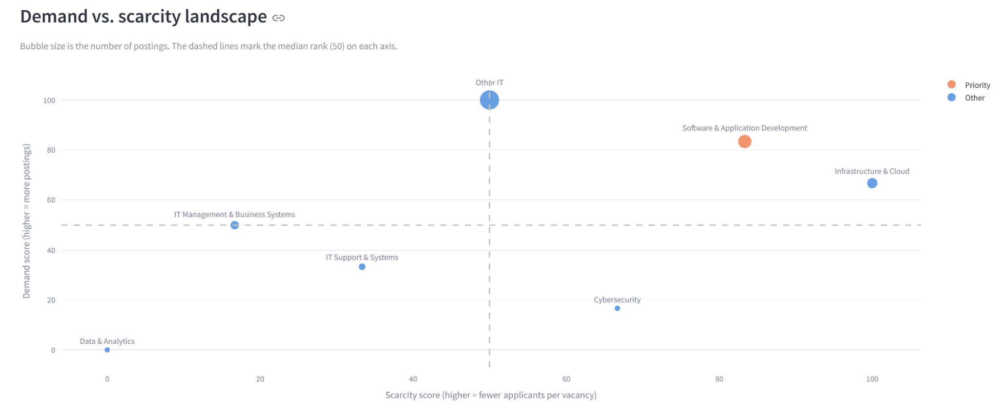 Demand vs. scarcity landscape
Bubble size is the number of postings. The dashed lines mark the median rank (50) on each axis.
Other IT
Priority
Other
100
Software & Application Development
80
Infrastructure & Cloud
60
IT Management & Business Systems
40
IT Support & Systems
20
Cybersecurity
Data & Analytics
0
Demand score (higher = more postings)
0 20 40 60 80 100
Scarcity score (higher = fewer applicants per vacancy)